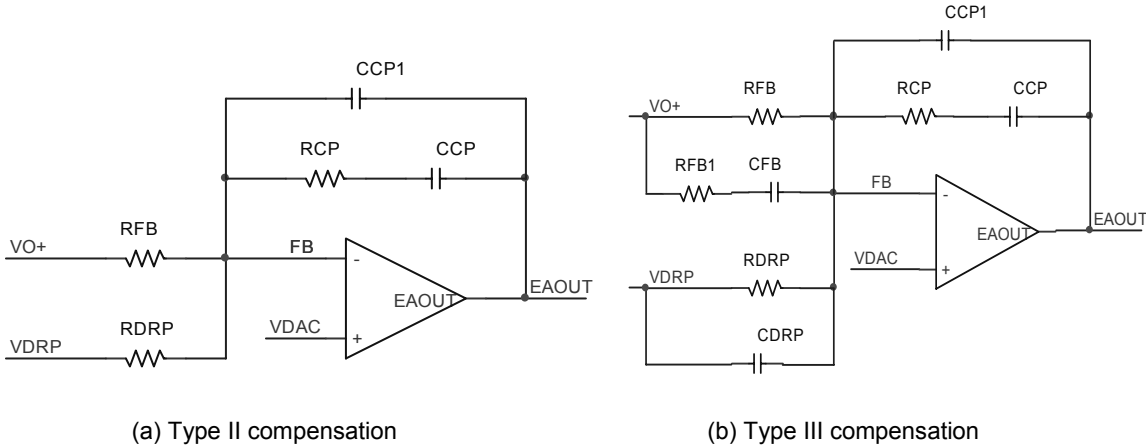 CCP1
RCP
CCP
RFB
VO+
FB
-
EAOUT
EAOUT
RDRP
VDAC
+
VDRP
(a) Type II compensation
CCP1
RFB
RCP
CCP
VO+
RFB1
CFB
FB
-
EAOUT
EAOUT
RDRP
VDAC
+
VDRP
CDRP
(b) Type III compensation